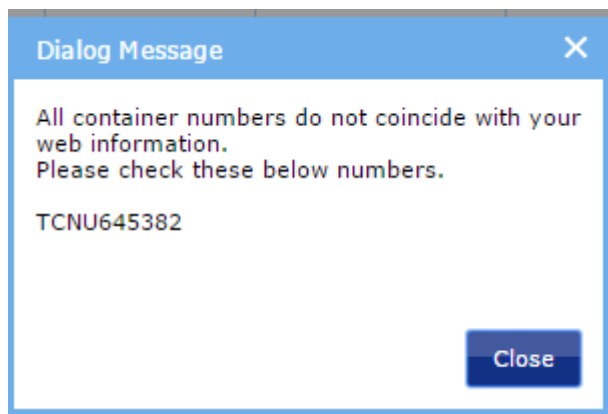 Dialog Message
All container numbers do not coincide with your
web information.
Please check these below numbers.
TCNU645382
Close